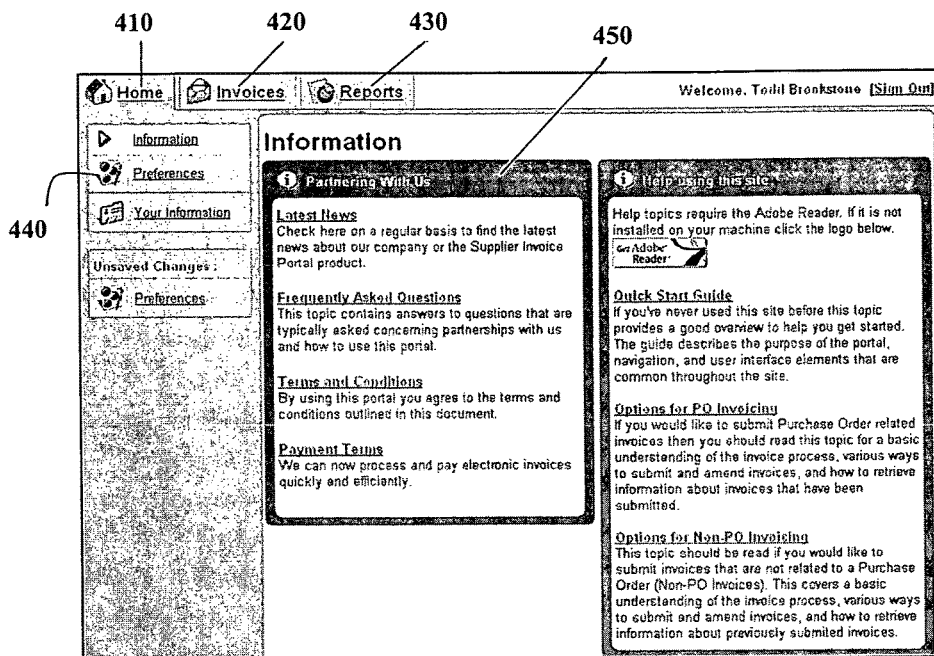 410
420
430
450
Home
Invoices
Reports
Welcome, Todd Brookstone [Sign Out]
Information
Preferences
440
Your Information
Unsaved Changes:
Preferences
Information
Partnering With Us
Latest News
Check here on a regular basis to find the latest
news about our company or the Supplier Invoice
Portal product.
Frequently Asked Questions
This topic contains answers to questions that are
typically asked concerning partnerships with us
and how to use this portal.
Terms and Conditions
By using this portal you agree to the terms and
conditions outlined in this document.
Payment Terms
We can now process and pay electronic invoices
quickly and efficiently.
Help using this site
Help topics require the Adobe Reader. If it is not
installed on your machine click the logo below.
Get Adobe
Reader
Quick Start Guide
If you've never used this site before this topic
provides a good overview to help you get started.
The guide describes the purpose of the portal,
navigation, and user interface elements that are
common throughout the site.
Options for PO Invoicing
If you would like to submit Purchase Order related
invoices then you should read this topic for a basic
understanding of the invoice process, various ways
to submit and amend invoices, and how to retrieve
information about invoices that have been
submitted.
Options for Non-PO Invoicing
This topic should be read if you would like to
submit invoices that are not related to a Purchase
Order (Non-PO Invoices). This covers a basic
understanding of the invoice process, various ways
to submit and amend invoices, and how to retrieve
information about previously submited invoices.